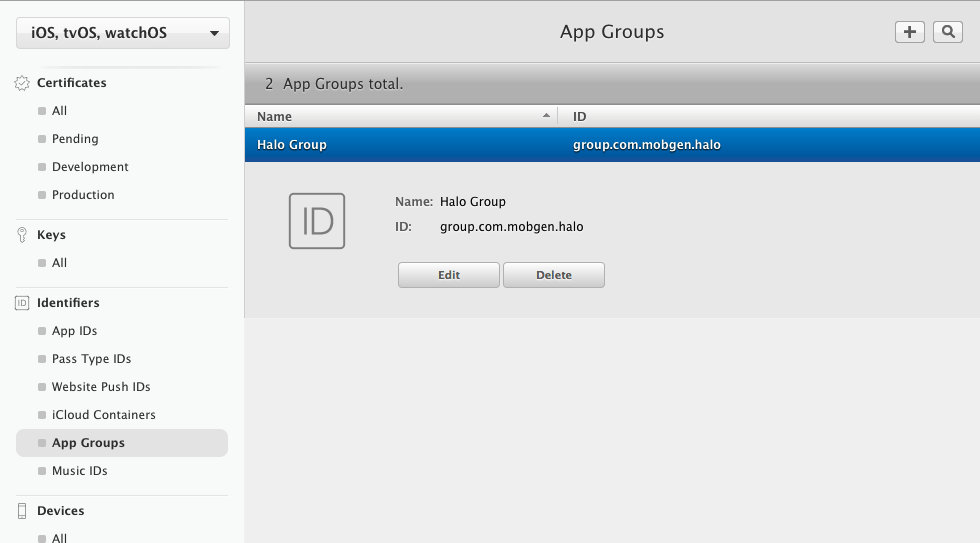 iOS, tvOS, watchOS
Certificates
All
Pending
Development
Production
Keys
All
Identifiers
App IDs
Pass Type IDs
Website Push IDs
iCloud Containers
App Groups
Music IDs
Devices
All
App Groups
2 App Groups total.
Name ID
Halo Group group.com.mobgen.halo
ID
Name: Halo Group
ID: group.com.mobgen.halo
Edit Delete